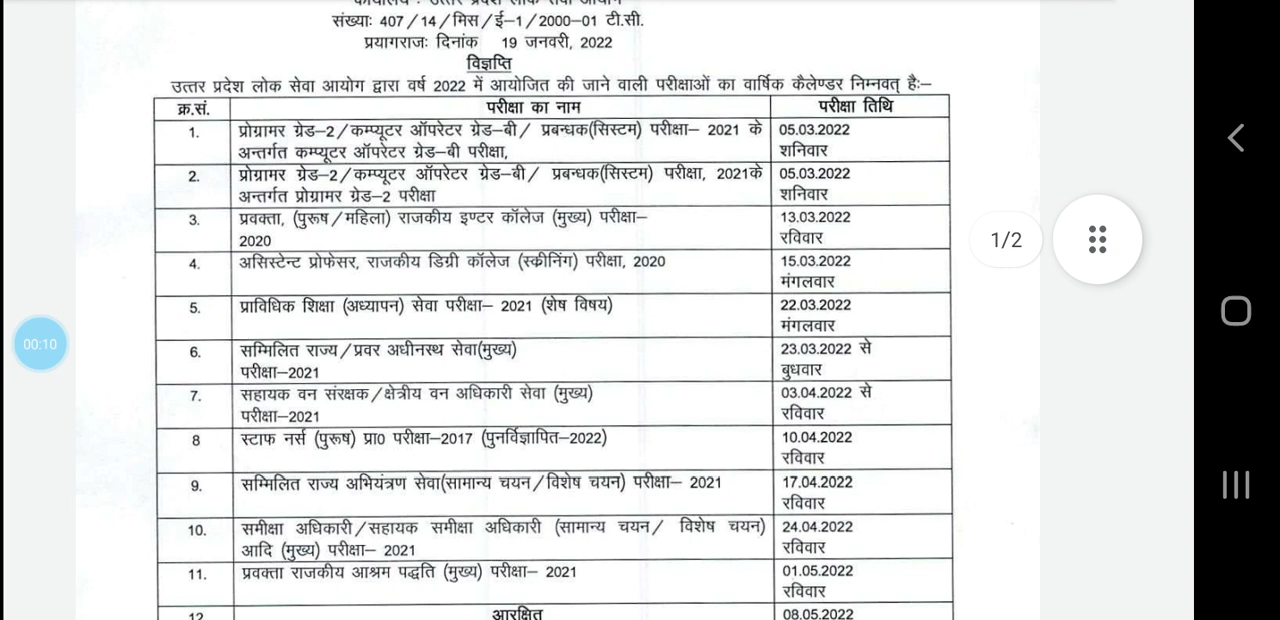 कार्यालय : उत्तर प्रदेश लोक सेवा आयोग
संख्याः 407/14/मिस/ई–1/2000–01 टी.सी.
प्रयागराजः दिनांक 19 जनवरी, 2022
विज्ञप्ति
उत्तर प्रदेश लोक सेवा आयोग द्वारा वर्ष 2022 में आयोजित की जाने वाली परीक्षाओं का वार्षिक कैलेण्डर निम्नवत् है:–
क्र.सं. परीक्षा का नाम परीक्षा तिथि
1. प्रोग्रामर ग्रेड–2/कम्प्यूटर ऑपरेटर ग्रेड–बी/ प्रबन्धक(सिस्टम) परीक्षा– 2021 के 05.03.2022
अन्तर्गत कम्प्यूटर ऑपरेटर ग्रेड–बी परीक्षा, शनिवार
2. प्रोग्रामर ग्रेड–2/कम्प्यूटर ऑपरेटर ग्रेड–बी/ प्रबन्धक(सिस्टम) परीक्षा, 2021के 05.03.2022
अन्तर्गत प्रोग्रामर ग्रेड–2 परीक्षा शनिवार
3. प्रवक्ता, (पुरूष/महिला) राजकीय इण्टर कॉलेज (मुख्य) परीक्षा– 13.03.2022
2020 रविवार
4. असिस्टेन्ट प्रोफेसर, राजकीय डिग्री कॉलेज (स्क्रीनिंग) परीक्षा, 2020 15.03.2022
मंगलवार
5. प्राविधिक शिक्षा (अध्यापन) सेवा परीक्षा– 2021 (शेष विषय) 22.03.2022
मंगलवार
6. सम्मिलित राज्य/प्रवर अधीनस्थ सेवा(मुख्य) 23.03.2022 से
परीक्षा–2021 बुधवार
7. सहायक वन संरक्षक/क्षेत्रीय वन अधिकारी सेवा (मुख्य) 03.04.2022 से
परीक्षा–2021 रविवार
8 स्टाफ नर्स (पुरूष) प्रा0 परीक्षा–2017 (पुनर्विज्ञापित–2022) 10.04.2022
रविवार
9. सम्मिलित राज्य अभियंत्रण सेवा(सामान्य चयन/विशेष चयन) परीक्षा– 2021 17.04.2022
रविवार
10. समीक्षा अधिकारी/सहायक समीक्षा अधिकारी (सामान्य चयन/ विशेष चयन) 24.04.2022
आदि (मुख्य) परीक्षा– 2021 रविवार
11. प्रवक्ता राजकीय आश्रम पद्धति (मुख्य) परीक्षा– 2021 01.05.2022
रविवार
12 आरक्षित 08.05.2022
1/2
00:10